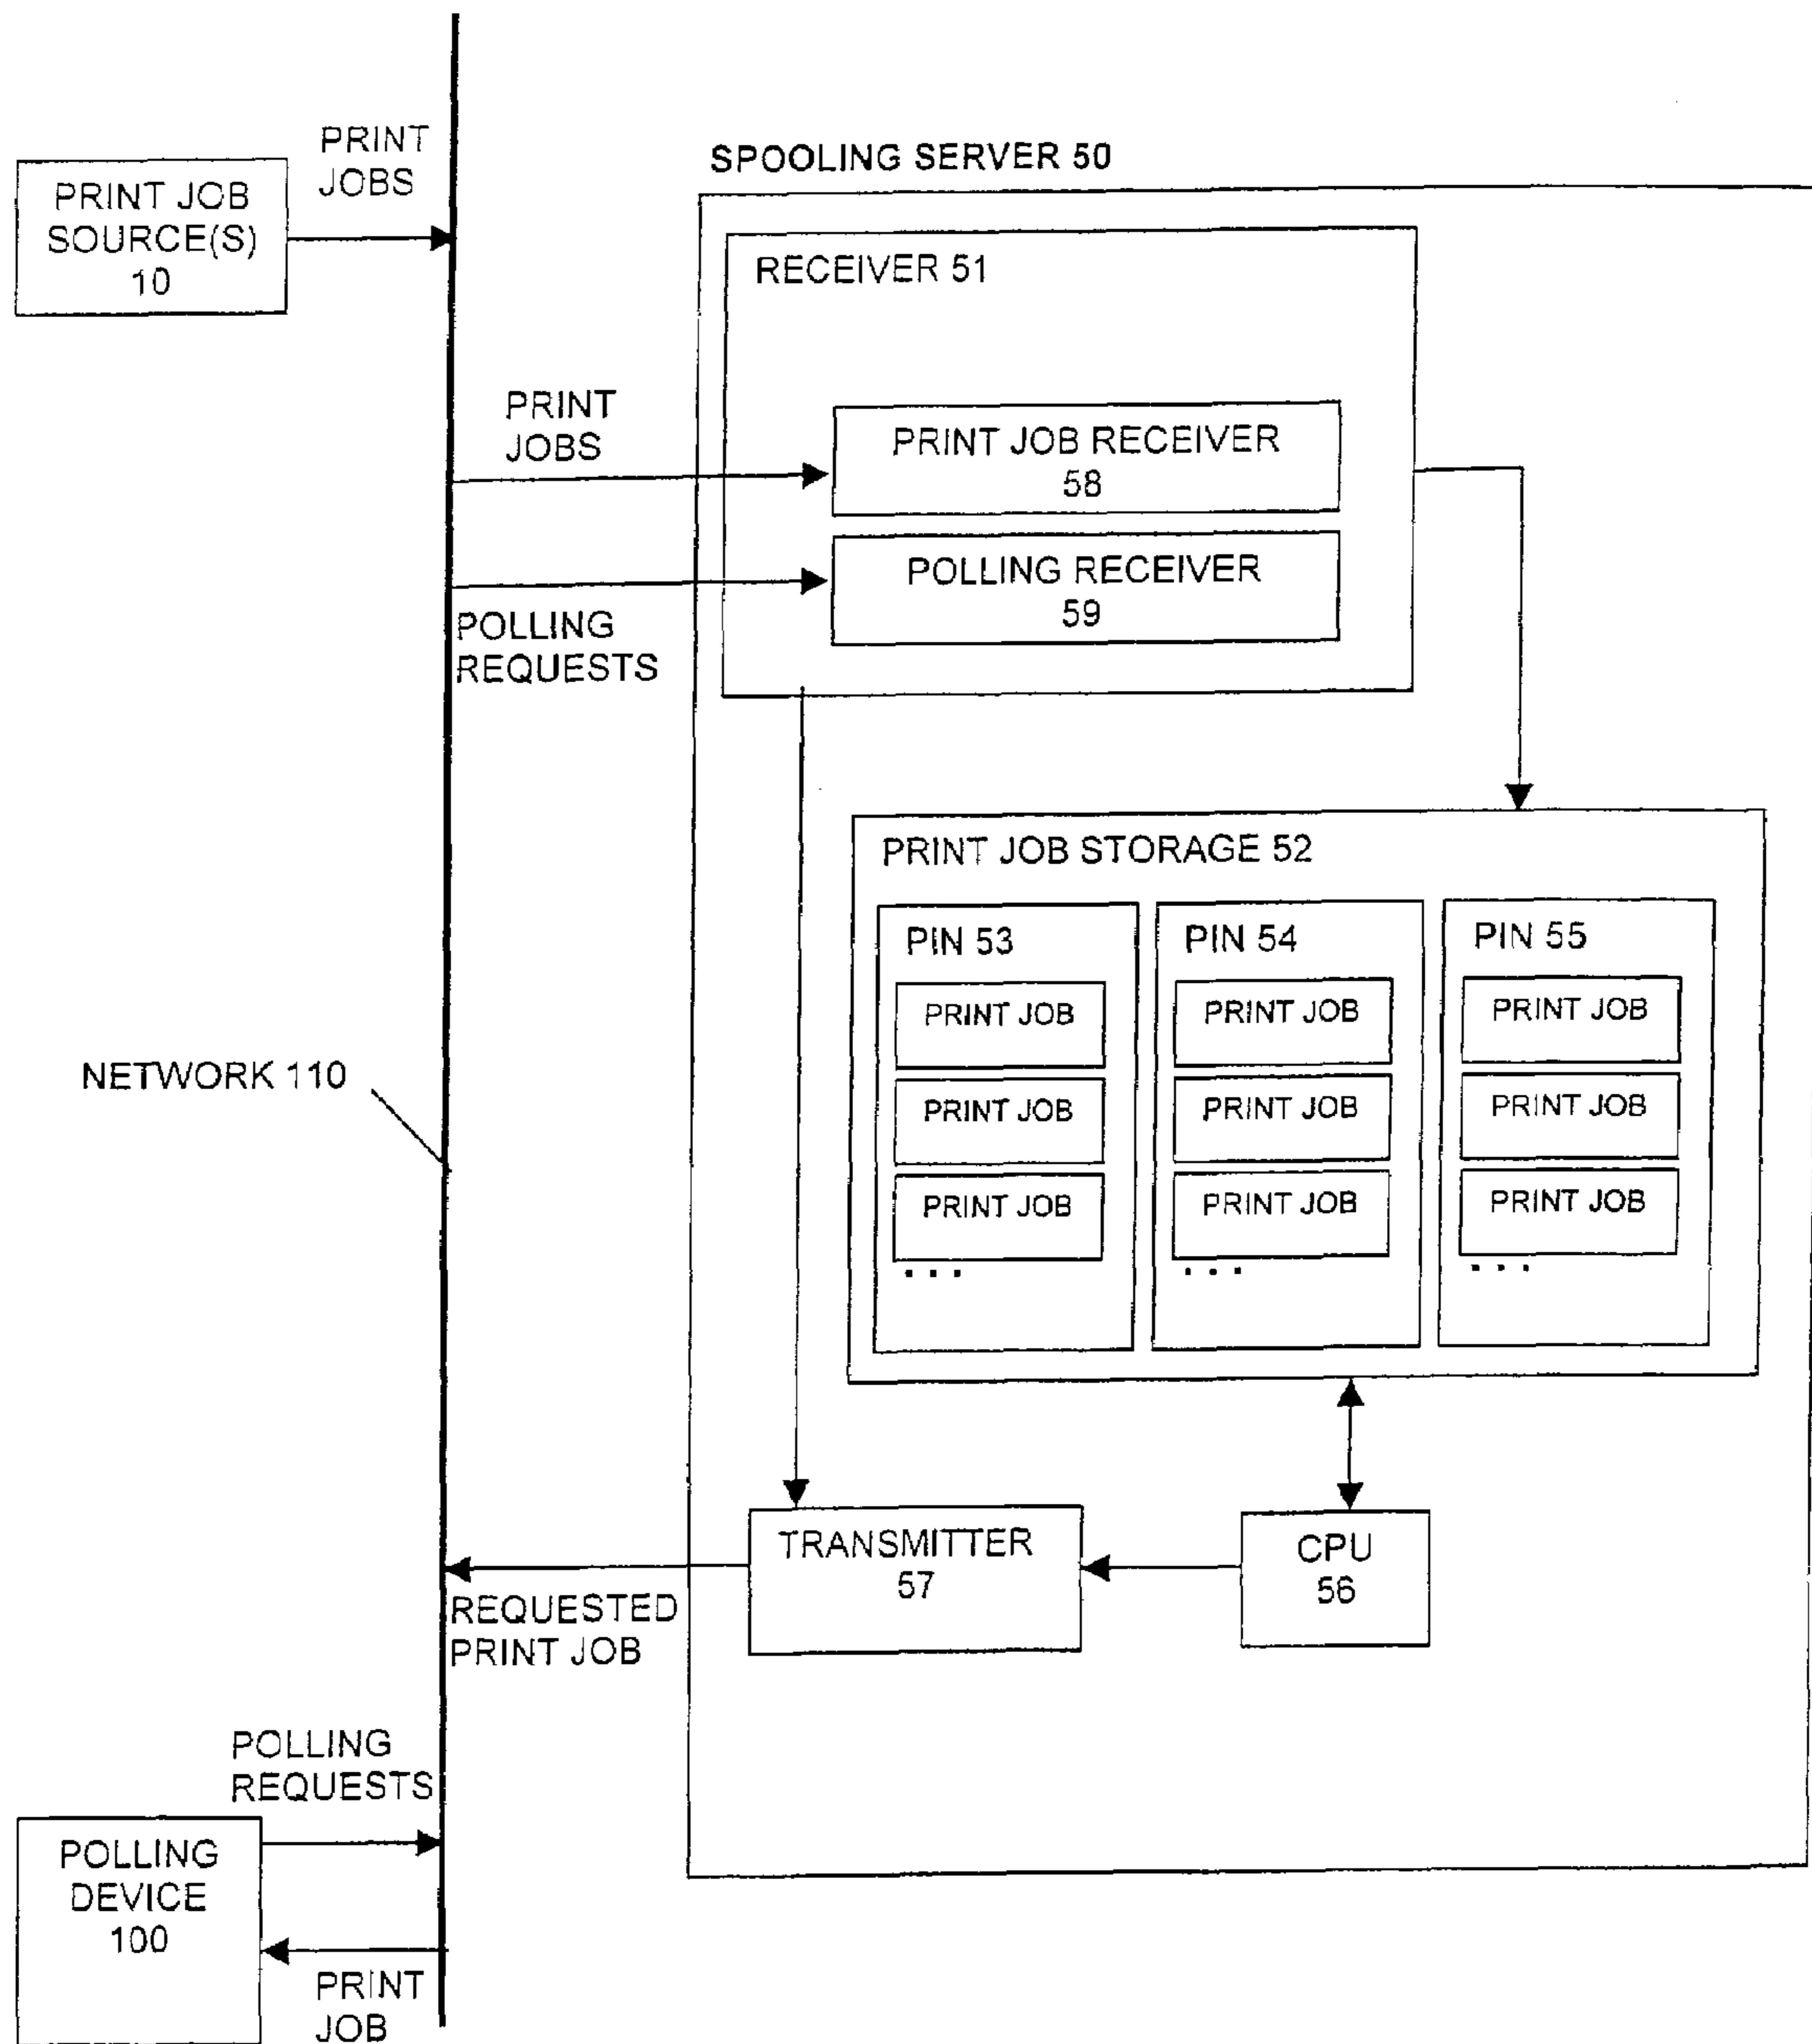 PRINT
JOBS
PRINT JOB
SOURCE(S)
10
SPOOLING SERVER 50
RECEIVER 51
PRINT
JOBS
PRINT JOB RECEIVER
58
POLLING RECEIVER
59
POLLING
REQUESTS
PRINT JOB STORAGE 52
PIN 53
PRINT JOB
PRINT JOB
PRINT JOB
. . .
PIN 54
PRINT JOB
PRINT JOB
PRINT JOB
. . .
PIN 55
PRINT JOB
PRINT JOB
PRINT JOB
. . .
NETWORK 110
TRANSMITTER
57
CPU
56
REQUESTED
PRINT JOB
POLLING
REQUESTS
POLLING
DEVICE
100
PRINT
JOB